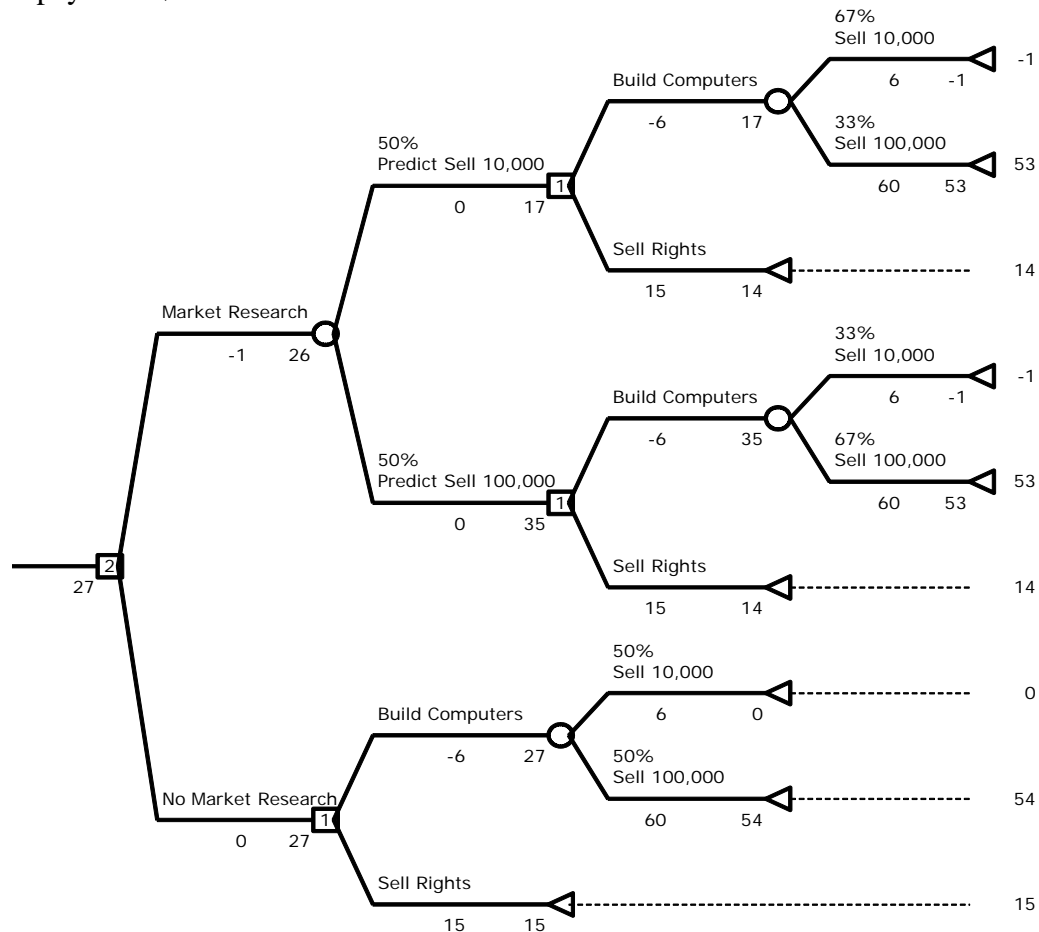 67%
Sell 10,000
-1
6 -1
Build Computers
-6 17
33%
Sell 100,000
53
60 53
50%
Predict Sell 10,000
1
0 17
Sell Rights
14
15 14
Market Research
-1 26
33%
Sell 10,000
-1
6 -1
Build Computers
-6 35
67%
Sell 100,000
53
60 53
50%
Predict Sell 100,000
1
0 35
Sell Rights
14
15 14
2
27
50%
Sell 10,000
0
6 0
Build Computers
-6 27
50%
Sell 100,000
54
60 54
No Market Research
1
0 27
Sell Rights
15
15 15